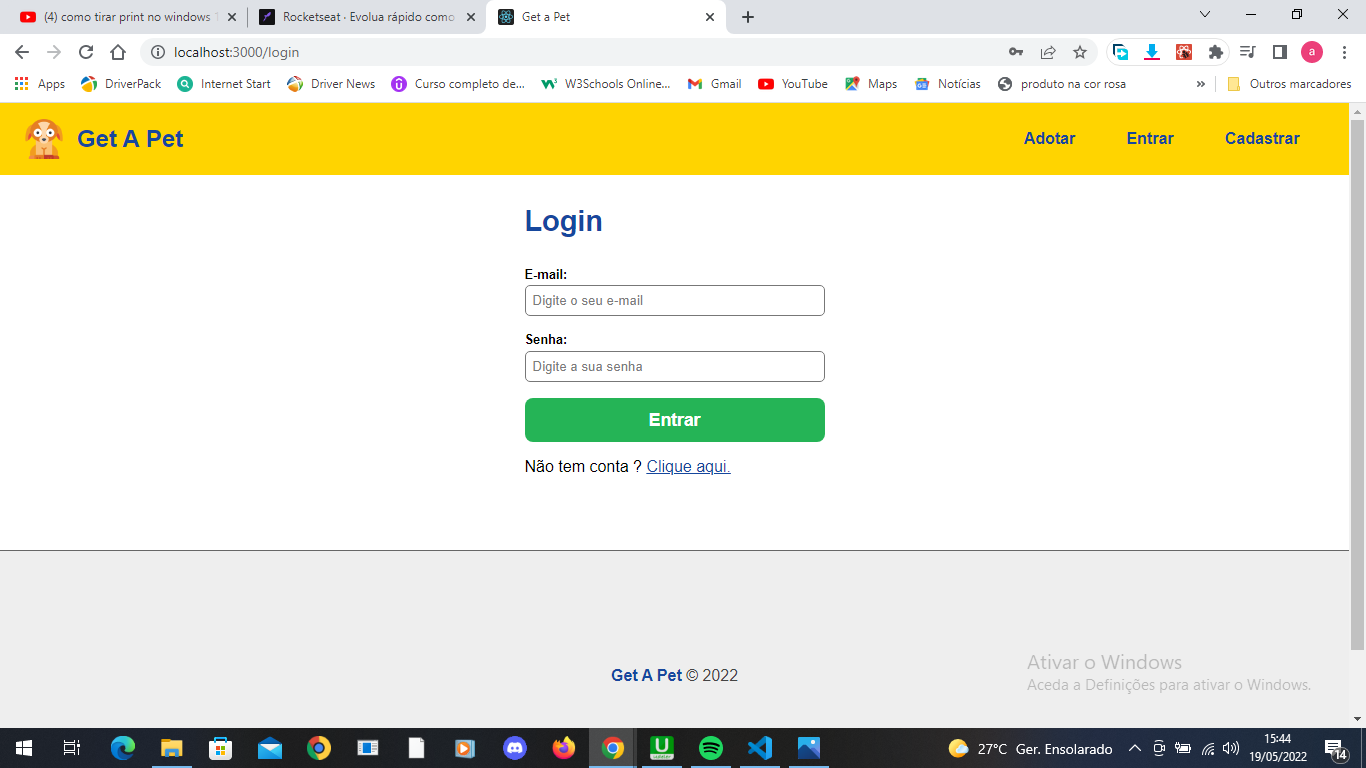 (4) como tirar print no windows 1
Rocketseat · Evolua rápido como
Get a Pet
localhost:3000/login
a
Apps
DriverPack
Internet Start
Driver News
Curso completo de...
W3Schools Online...
Gmail
YouTube
Maps
Notícias
produto na cor rosa
»
Outros marcadores
Get A Pet
Adotar
Entrar
Cadastrar
Login
E-mail:
Digite o seu e-mail
Senha:
Digite a sua senha
Entrar
Não tem conta ? Clique aqui.
Get A Pet © 2022
Ativar o Windows
Aceda a Definições para ativar o Windows.
27°C Ger. Ensolarado
15:44
19/05/2022
14